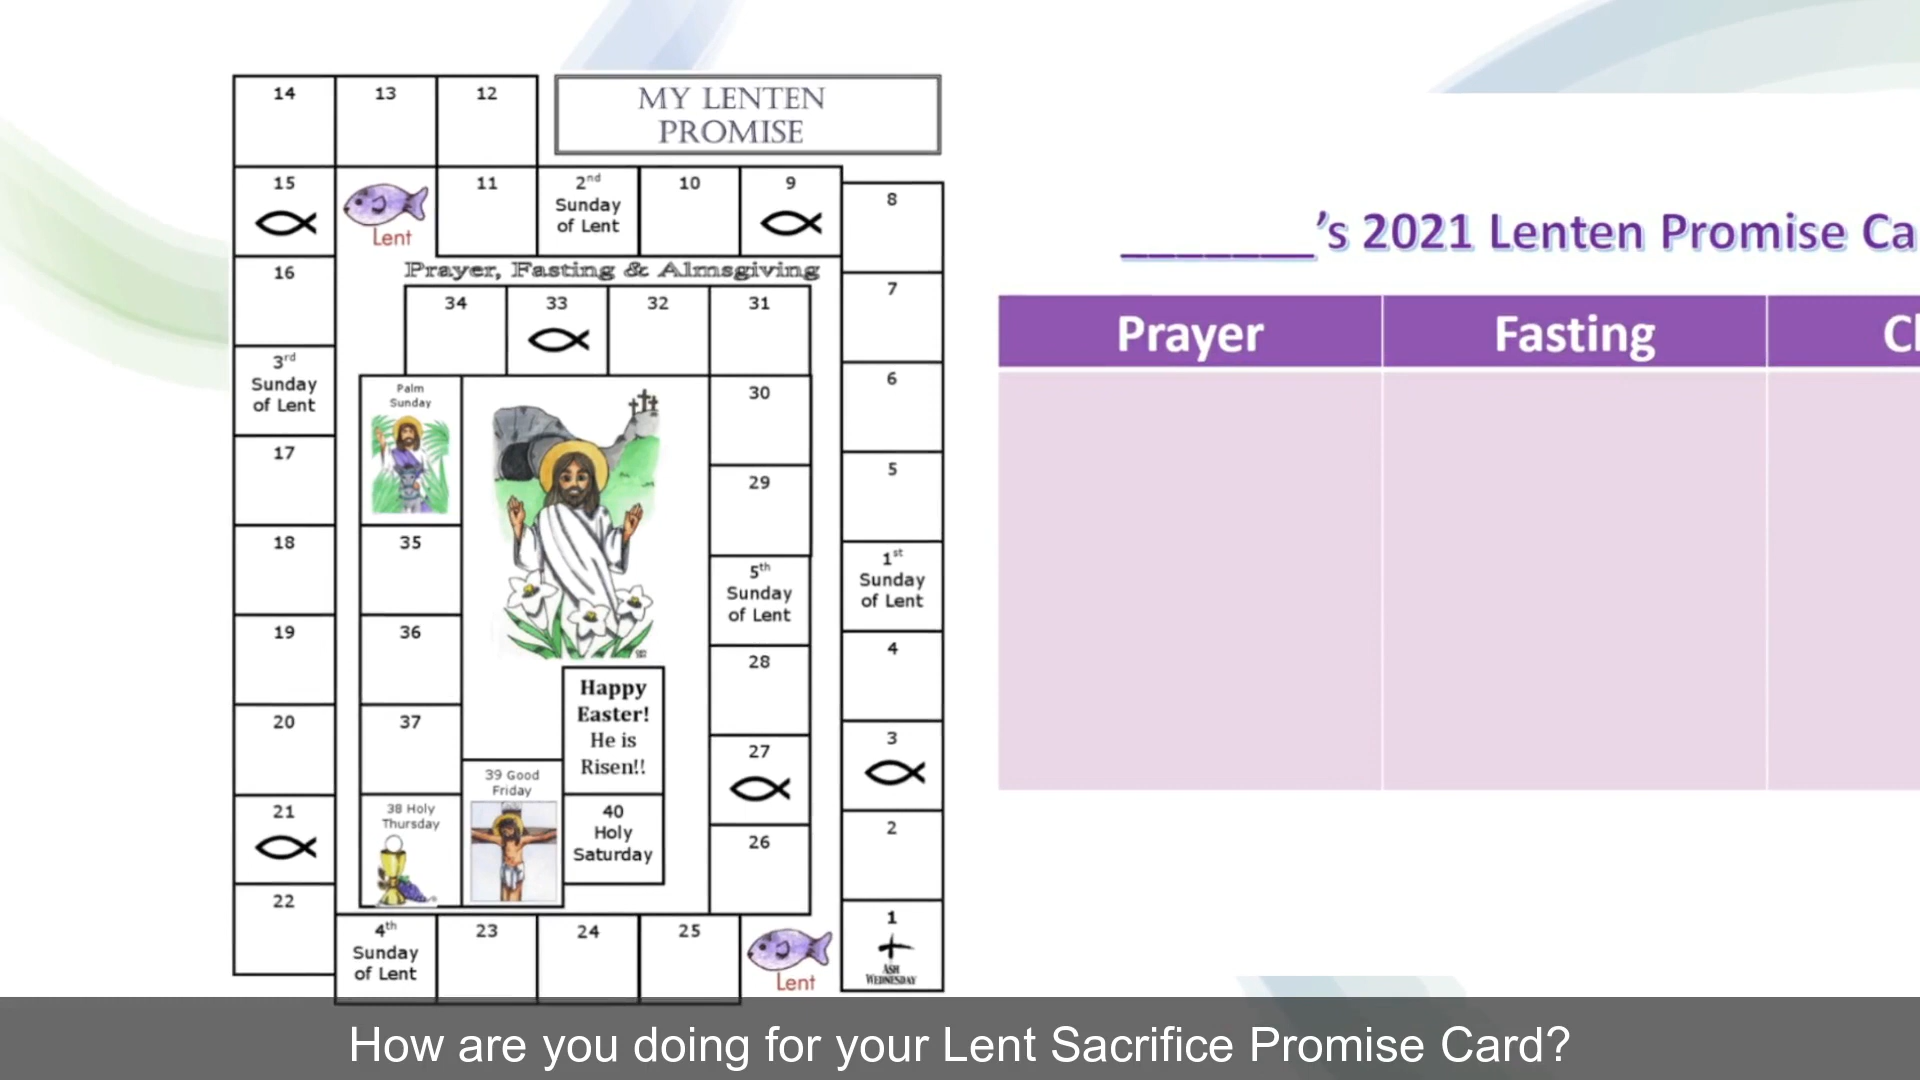 14 13 12
MY LENTEN
PROMISE
15
Lent
11
2nd
Sunday
of Lent
10
9
8
16
Prayer, Fasting & Almsgiving
34 33 32 31
7
3rd
Sunday
of Lent
Palm
Sunday
30
6
17
29
5
18
35
5th
Sunday
of Lent
1st
Sunday
of Lent
19
36
28
4
20
37
Happy
Easter!
He is
Risen!!
27
3
21
38 Holy
Thursday
39 Good
Friday
40
Holy
Saturday
26
2
22
4th
Sunday
of Lent
23 24 25
Lent
1
ASH
WEDNESDAY
_______'s 2021 Lenten Promise Ca
Prayer Fasting Cl
How are you doing for your Lent Sacrifice Promise Card?